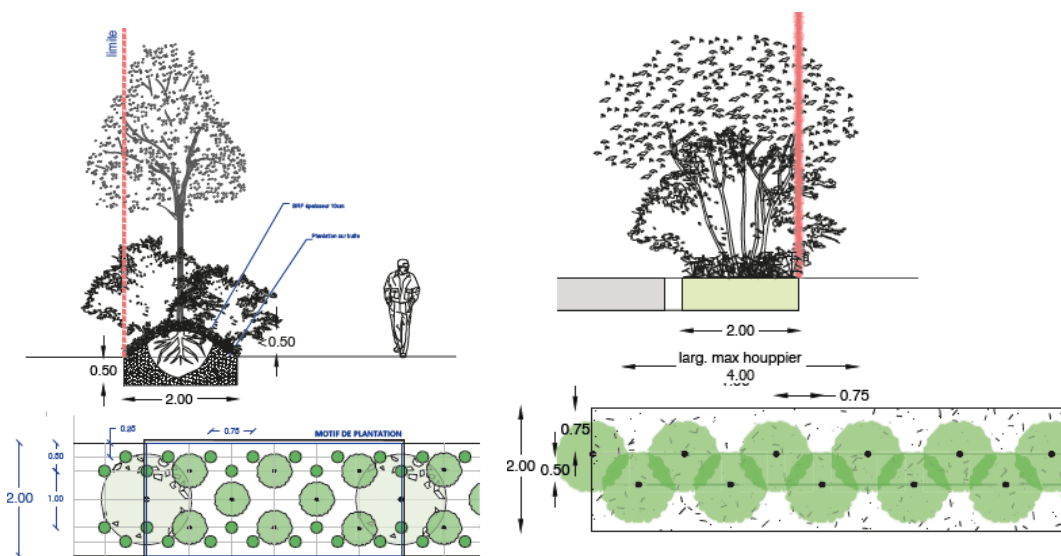 limite
BRF épaisseur 10cm
Plantation sur butte
<0.50
0.50
2.00
2.00
larg. max houppier
4.00
0.75
0.25
0.75
MOTIF DE PLANTATION
0.50
1.00
2.00
0.75
0.50
2.00